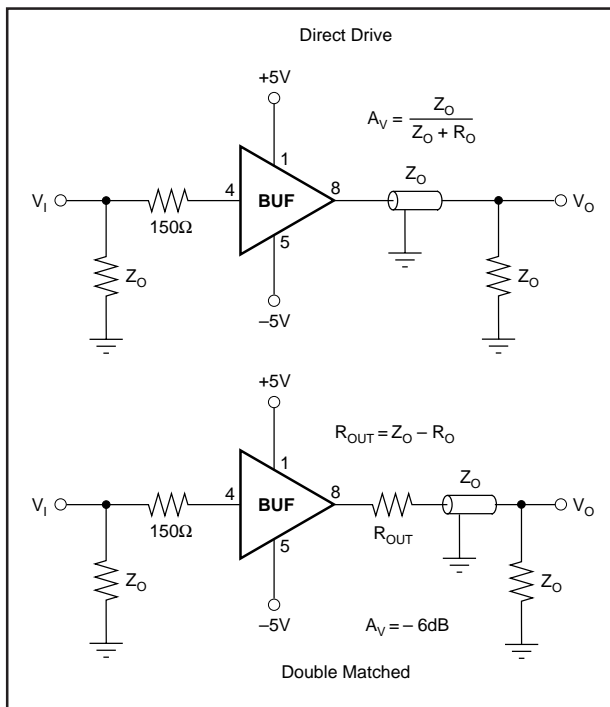 Direct Drive
+5V
A_V = Z_O / (Z_O + R_O)
1
Z_O
V_I
4
BUF
8
V_O
150Ω
5
Z_O
Z_O
–5V
+5V
R_OUT = Z_O – R_O
1
Z_O
V_I
4
BUF
8
V_O
150Ω
R_OUT
5
Z_O
Z_O
–5V
A_V = – 6dB
Double Matched